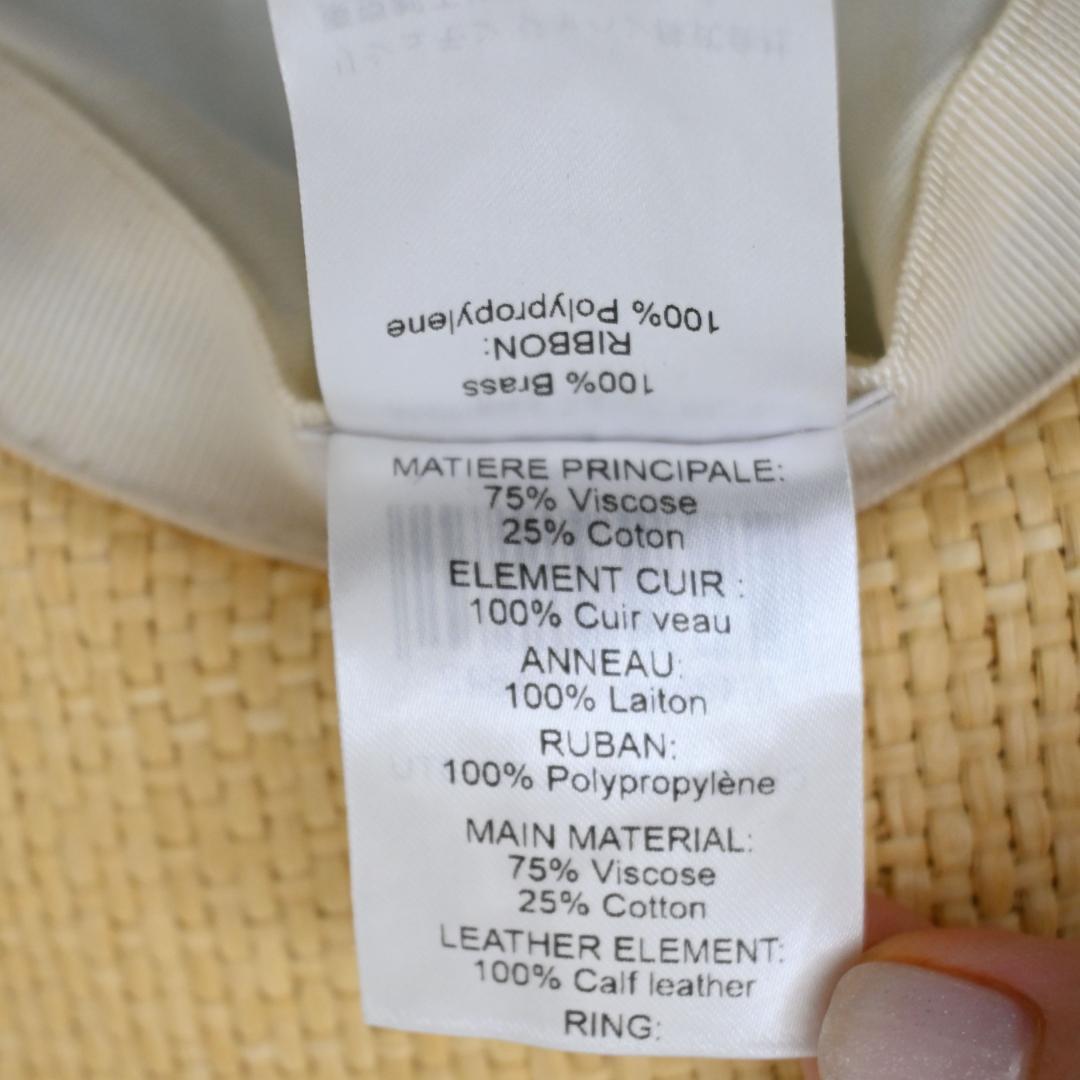 MATIERE PRINCIPALE:
75% Viscose
25% Coton
ELEMENT CUIR :
100% Cuir veau
ANNEAU:
100% Laiton
RUBAN:
100% Polypropylène
MAIN MATERIAL:
75% Viscose
25% Cotton
LEATHER ELEMENT:
100% Calf leather
RING:
100% Brass
RIBBON:
100% Polypropylene